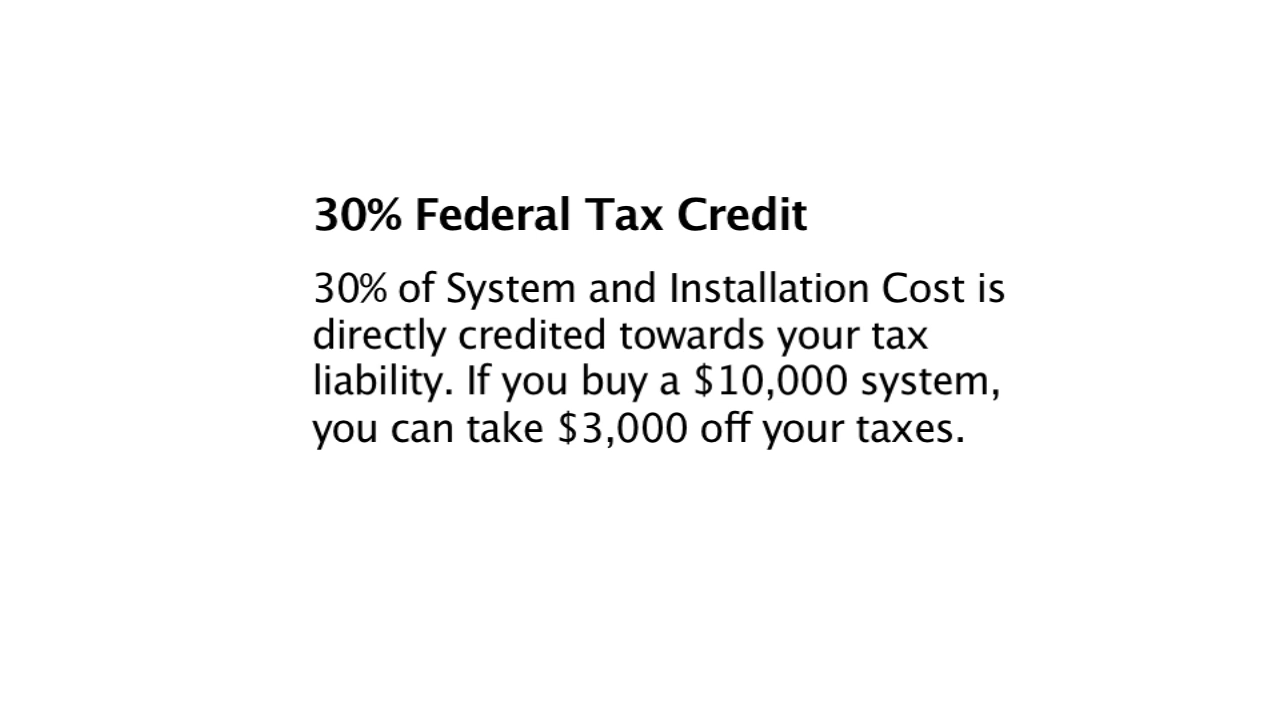 30% Federal Tax Credit
30% of System and Installation Cost is
directly credited towards your tax
liability. If you buy a $10,000 system,
you can take $3,000 off your taxes.